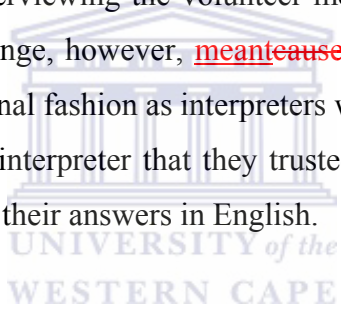 erviewing the volunteer m
nge, however, meantcause
nal fashion as interpreters w
interpreter that they truste
their answers in English.
UNIVERSITY of the
WESTERN CAPE